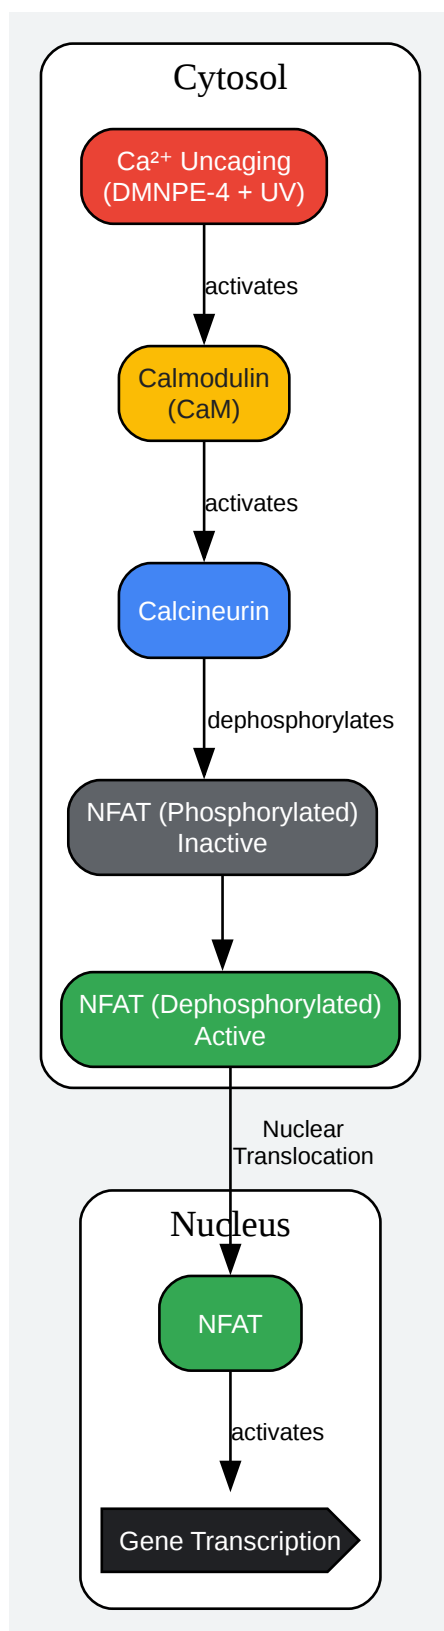 Cytosol
Ca²⁺ Uncaging
(DMNPE-4 + UV)
activates
Calmodulin
(CaM)
activates
Calcineurin
dephosphorylates
NFAT (Phosphorylated)
Inactive
NFAT (Dephosphorylated)
Active
Nuclear
Translocation
Nucleus
NFAT
activates
Gene Transcription